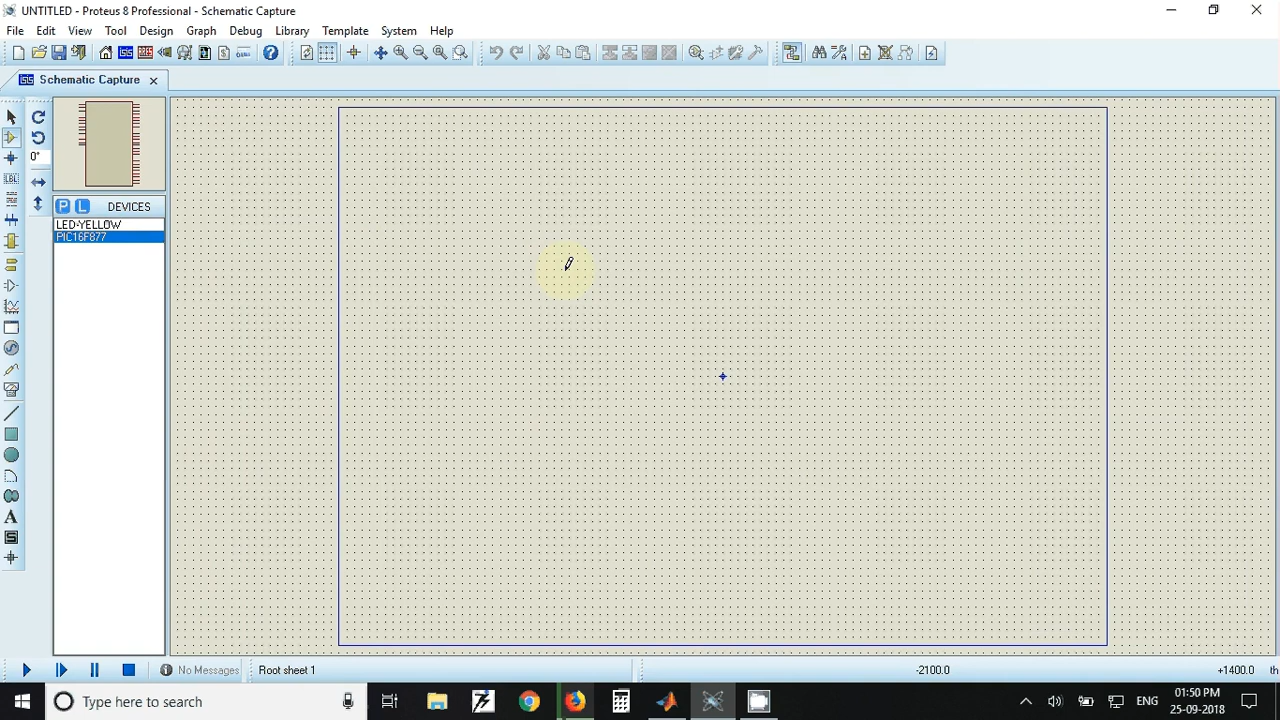 UNTITLED - Proteus 8 Professional - Schematic Capture
File Edit View Tool Design Graph Debug Library Template System Help
Schematic Capture
0°
LBL
P L DEVICES
LED-YELLOW
PIC16F877
A
No Messages Root sheet 1 -2100.0 +1400.0 th
Type here to search
ENG
01:50 PM
25-09-2018